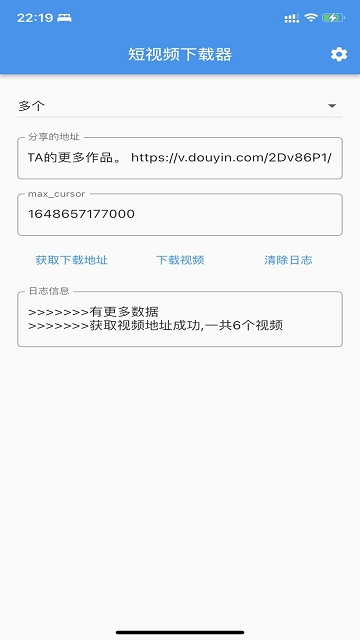 22:19
短视频下载器
多个
分享的地址
TA的更多作品。 https://v.douyin.com/2Dv86P1/
max_cursor
1648657177000
获取下载地址 下载视频 清除日志
日志信息
>>>>>>>有更多数据
>>>>>>>获取视频地址成功,一共6个视频